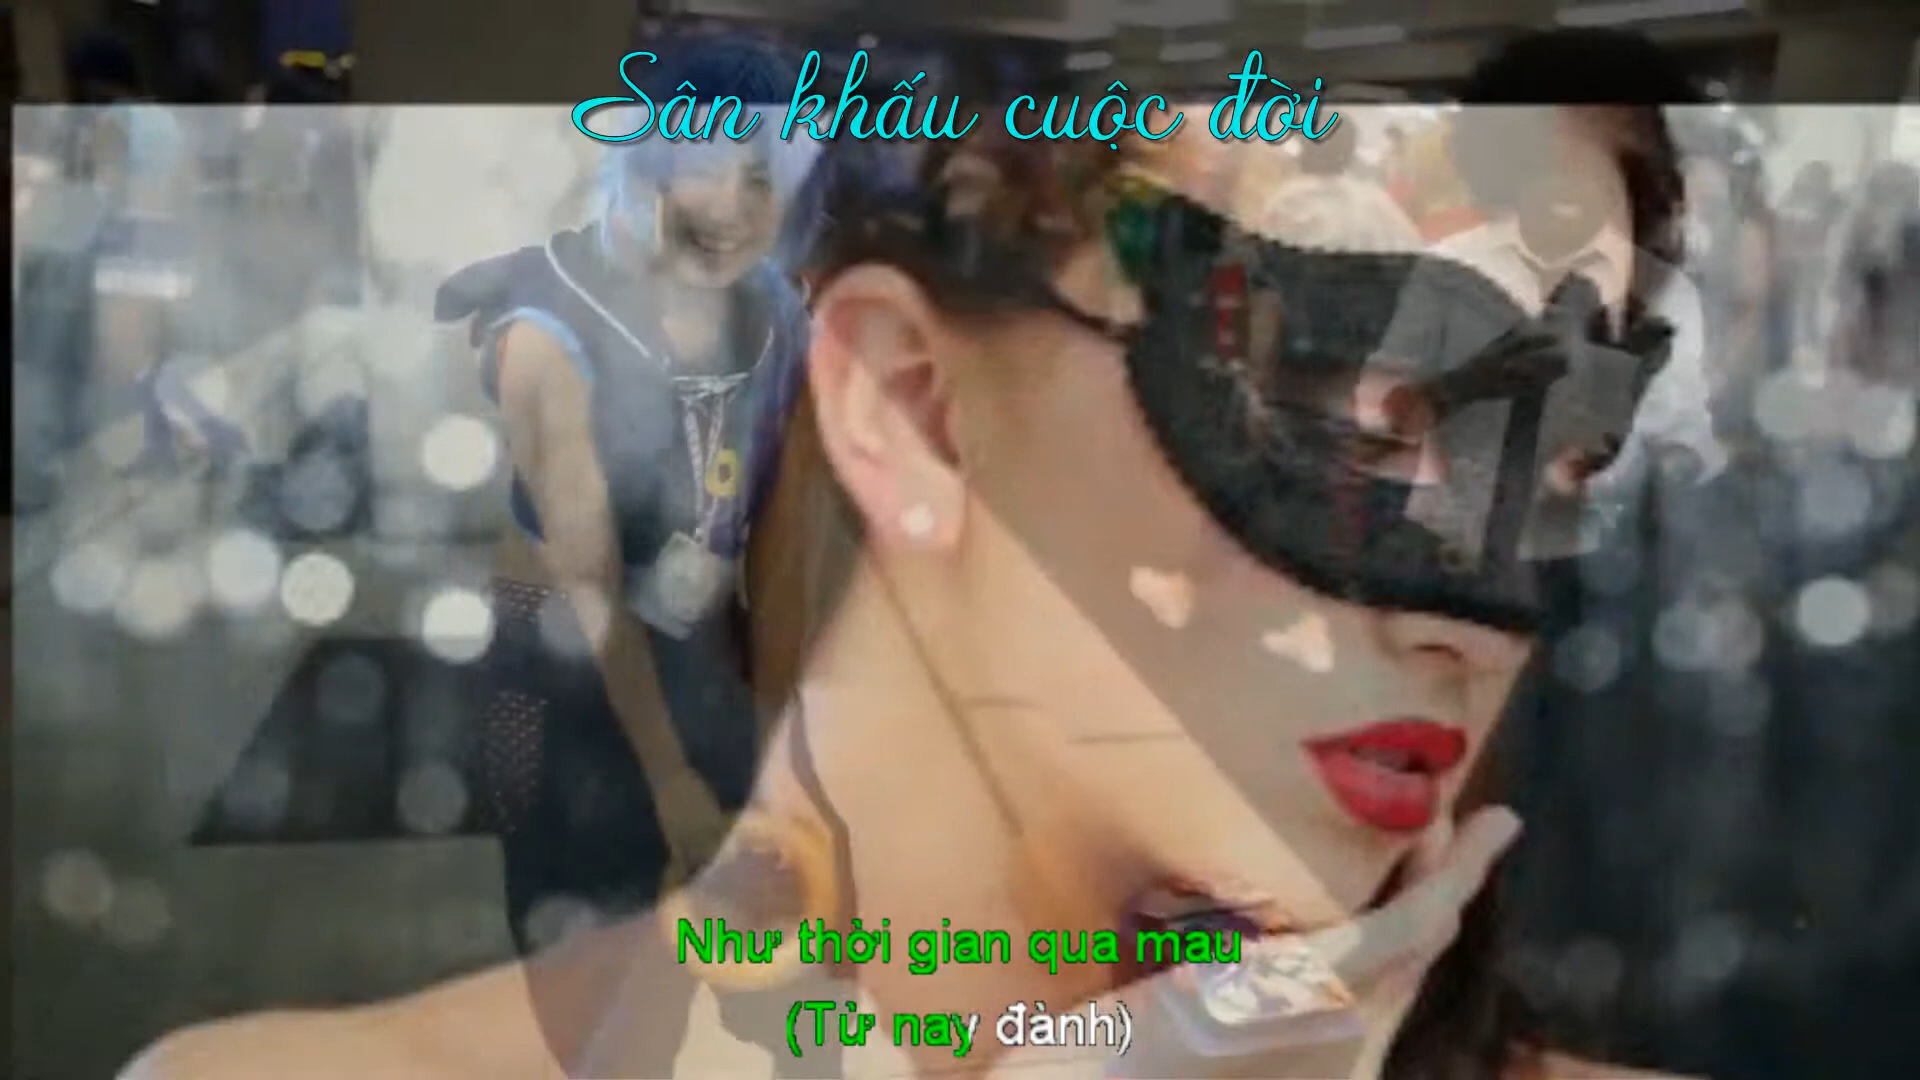 Sân khấu cuộc đời
Như thời gian qua mau
(Từ nay đành)